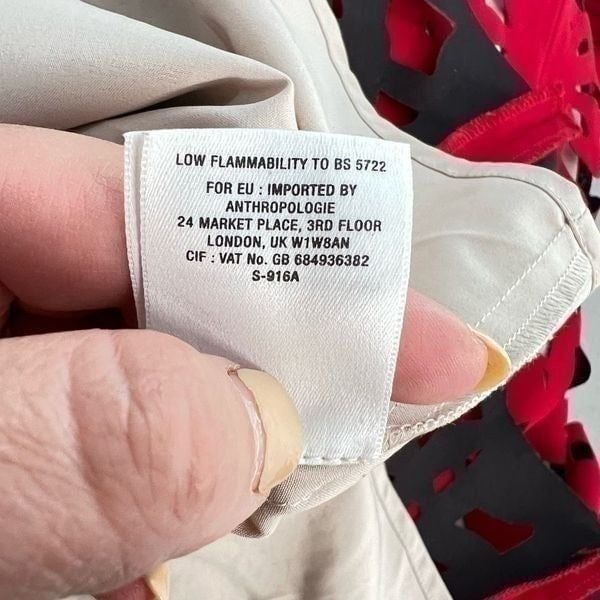 LOW FLAMMABILITY TO BS 5722
FOR EU : IMPORTED BY
ANTHROPOLOGIE
24 MARKET PLACE, 3RD FLOOR
LONDON, UK W1W8AN
CIF : VAT No. GB 684936382
S-916A